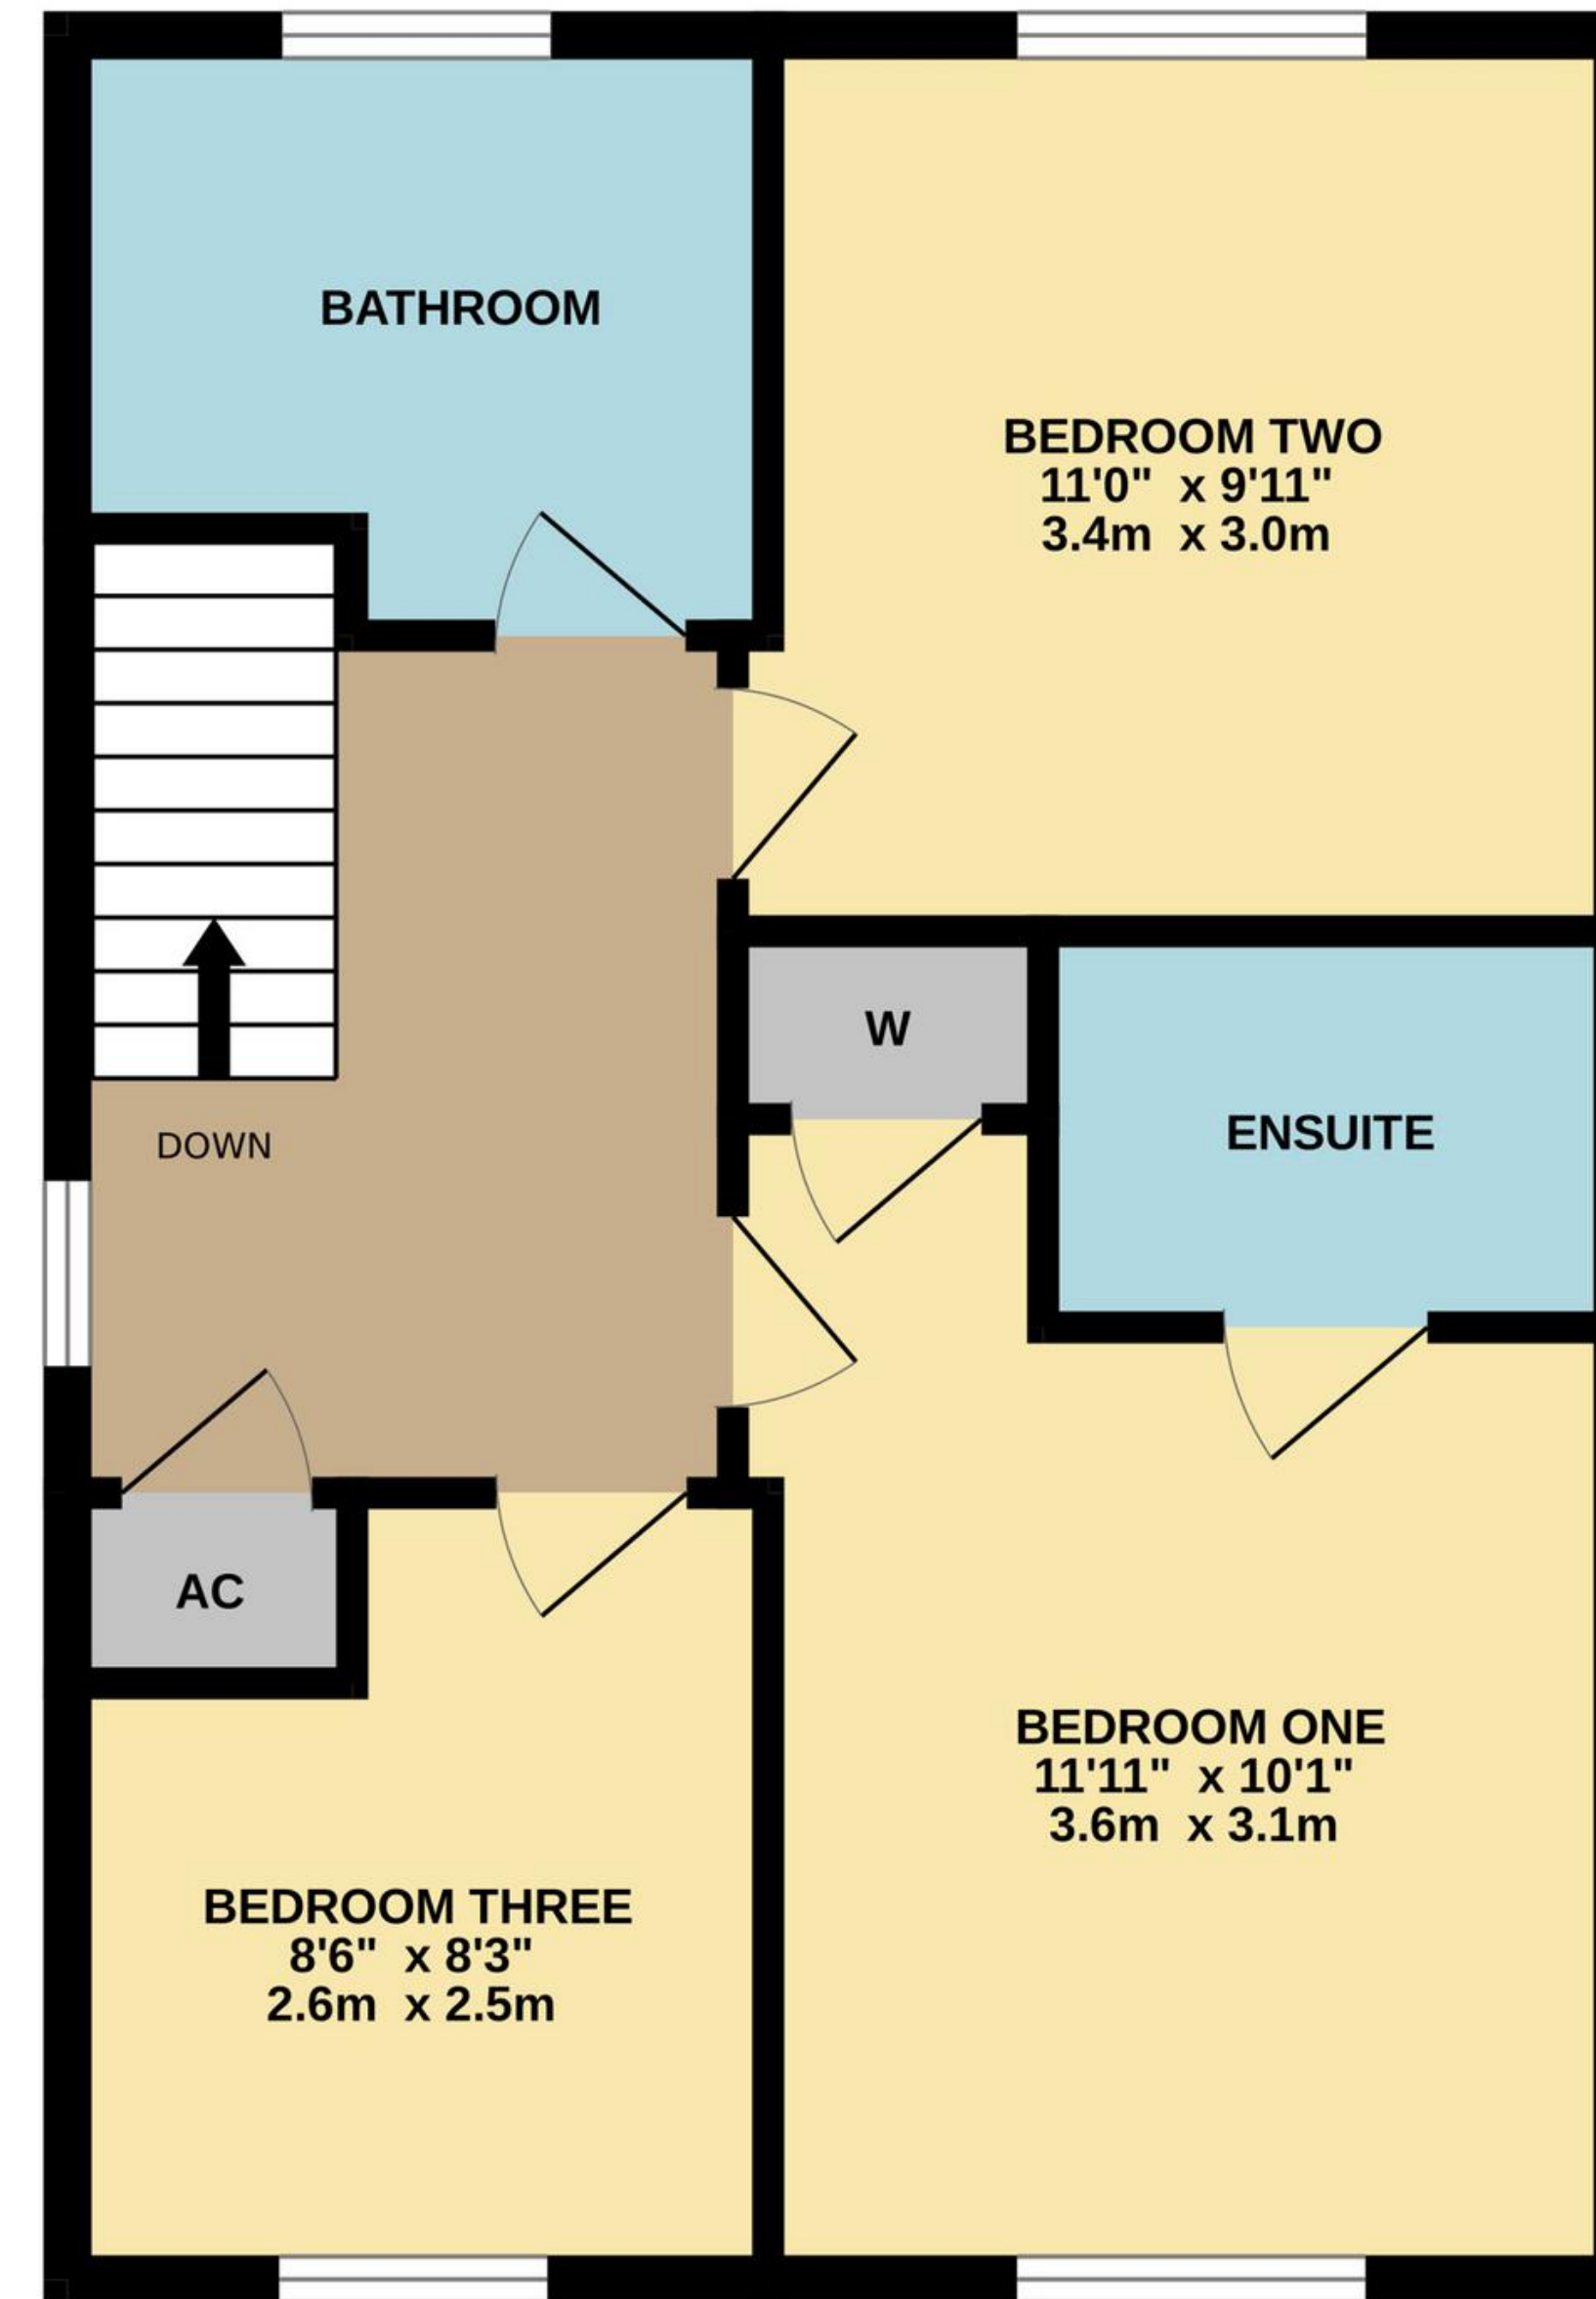 BATHROOM
BEDROOM TWO
11'0" x 9'11"
3.4m x 3.0m
W
ENSUITE
DOWN
AC
BEDROOM ONE
11'11" x 10'1"
3.6m x 3.1m
BEDROOM THREE
8'6" x 8'3"
2.6m x 2.5m